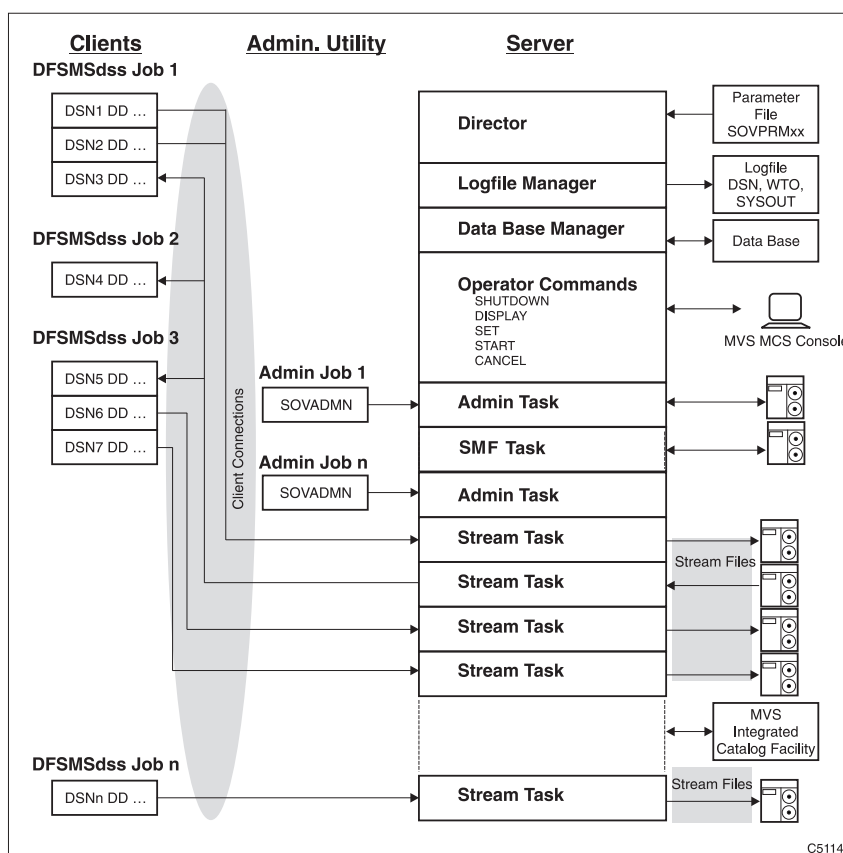 Clients
Admin. Utility
Server
DFSMSdss Job 1
DSN1 DD ...
DSN2 DD ...
DSN3 DD ...
DFSMSdss Job 2
DSN4 DD ...
DFSMSdss Job 3
DSN5 DD ...
DSN6 DD ...
DSN7 DD ...
DFSMSdss Job n
DSNn DD ...
Client Connections
Admin Job 1
SOVADMN
Admin Job n
SOVADMN
Director
Logfile Manager
Data Base Manager
Operator Commands
SHUTDOWN
DISPLAY
SET
START
CANCEL
Admin Task
SMF Task
Admin Task
Stream Task
Stream Task
Stream Task
Stream Task
Stream Task
Parameter
File
SOVPRMxx
Logfile
DSN, WTO,
SYSOUT
Data Base
MVS MCS Console
Stream Files
MVS
Integrated
Catalog Facility
Stream Files
C5114